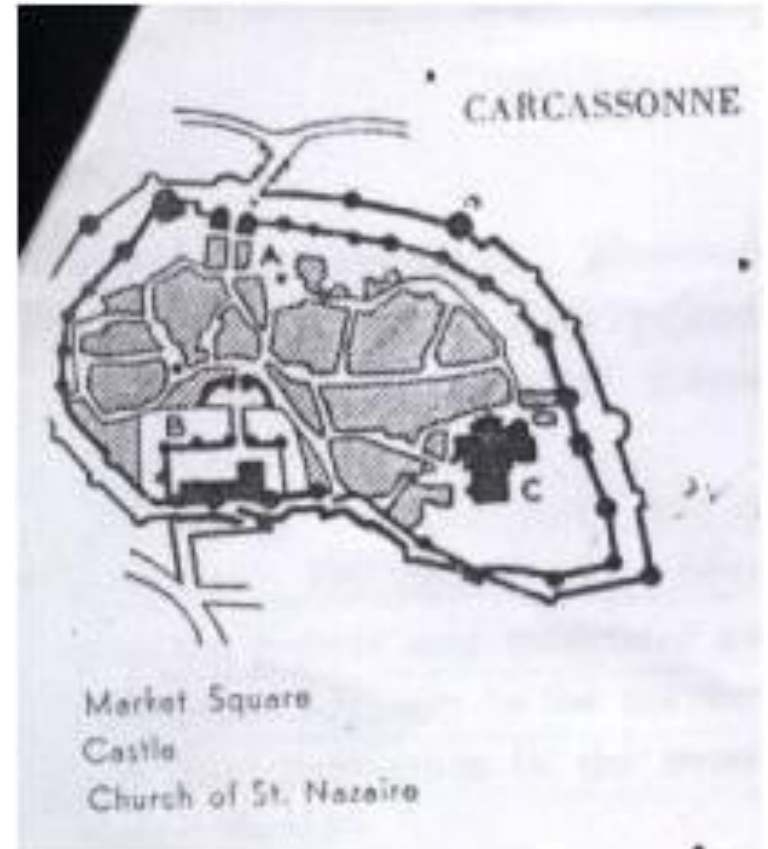 CARCASSONNE
A
B
C
Market Square
Castle
Church of St. Nazaire